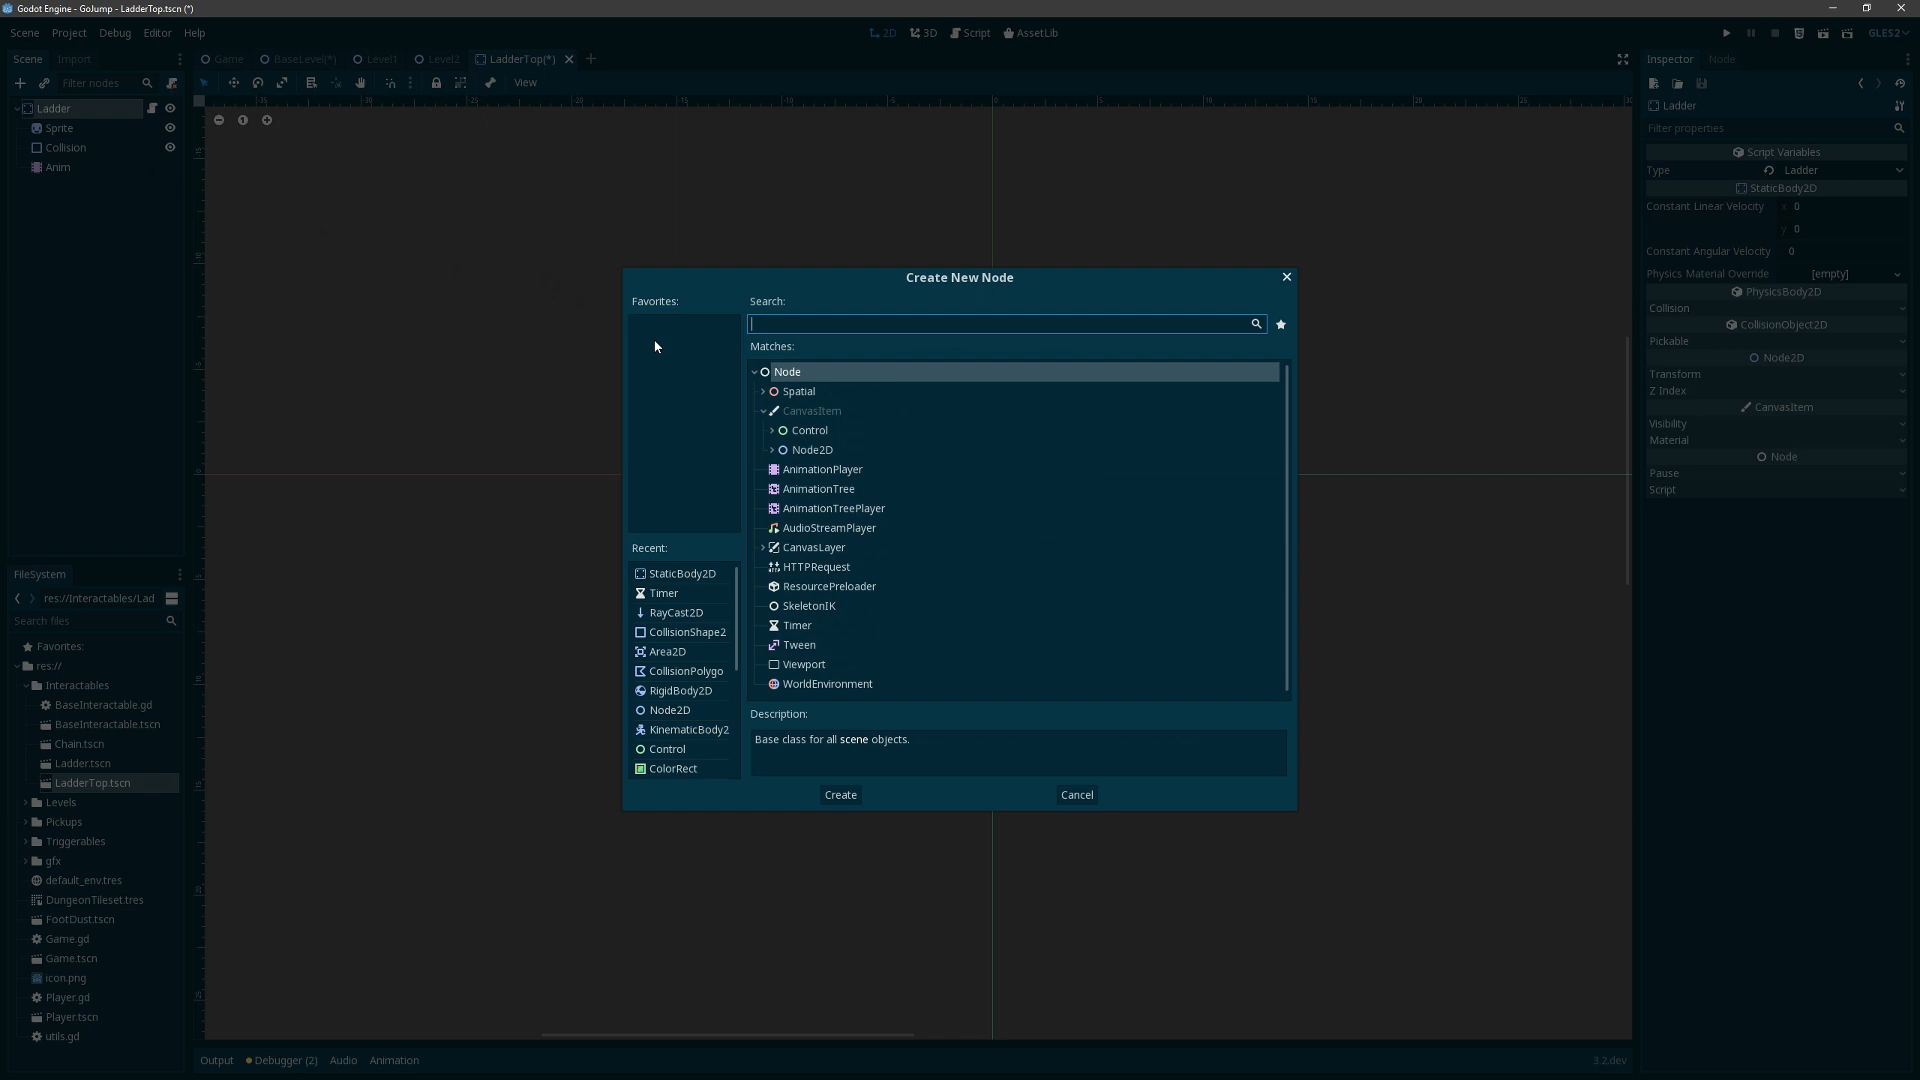 Godot Engine - GoJump - LadderTop.tscn (*)
Scene Project Debug Editor Help
2D 3D Script AssetLib
GLES2
Scene Import
Game BaseLevel(*) Level1 Level2 LadderTop(*)
Inspector Node
Filter nodes
View
Ladder
Sprite
Collision
Anim
Ladder
Filter properties
Script Variables
Type Ladder
StaticBody2D
Constant Linear Velocity x 0
y 0
Constant Angular Velocity 0
Physics Material Override [empty]
PhysicsBody2D
Collision
CollisionObject2D
Pickable
Node2D
Transform
Z Index
CanvasItem
Visibility
Material
Node
Pause
Script
Create New Node
Favorites:
Search:
Matches:
Node
Spatial
CanvasItem
Control
Node2D
AnimationPlayer
AnimationTree
AnimationTreePlayer
AudioStreamPlayer
CanvasLayer
HTTPRequest
ResourcePreloader
SkeletonIK
Timer
Tween
Viewport
WorldEnvironment
Recent:
StaticBody2D
Timer
RayCast2D
CollisionShape2
Area2D
CollisionPolygo
RigidBody2D
Node2D
KinematicBody2
Control
ColorRect
Description:
Base class for all scene objects.
Create Cancel
FileSystem
res://Interactables/Lad
Search files
Favorites:
res://
Interactables
BaseInteractable.gd
BaseInteractable.tscn
Chain.tscn
Ladder.tscn
LadderTop.tscn
Levels
Pickups
Triggerables
gfx
default_env.tres
DungeonTileset.tres
FootDust.tscn
Game.gd
Game.tscn
icon.png
Player.gd
Player.tscn
utils.gd
Output Debugger (2) Audio Animation
3.2.dev